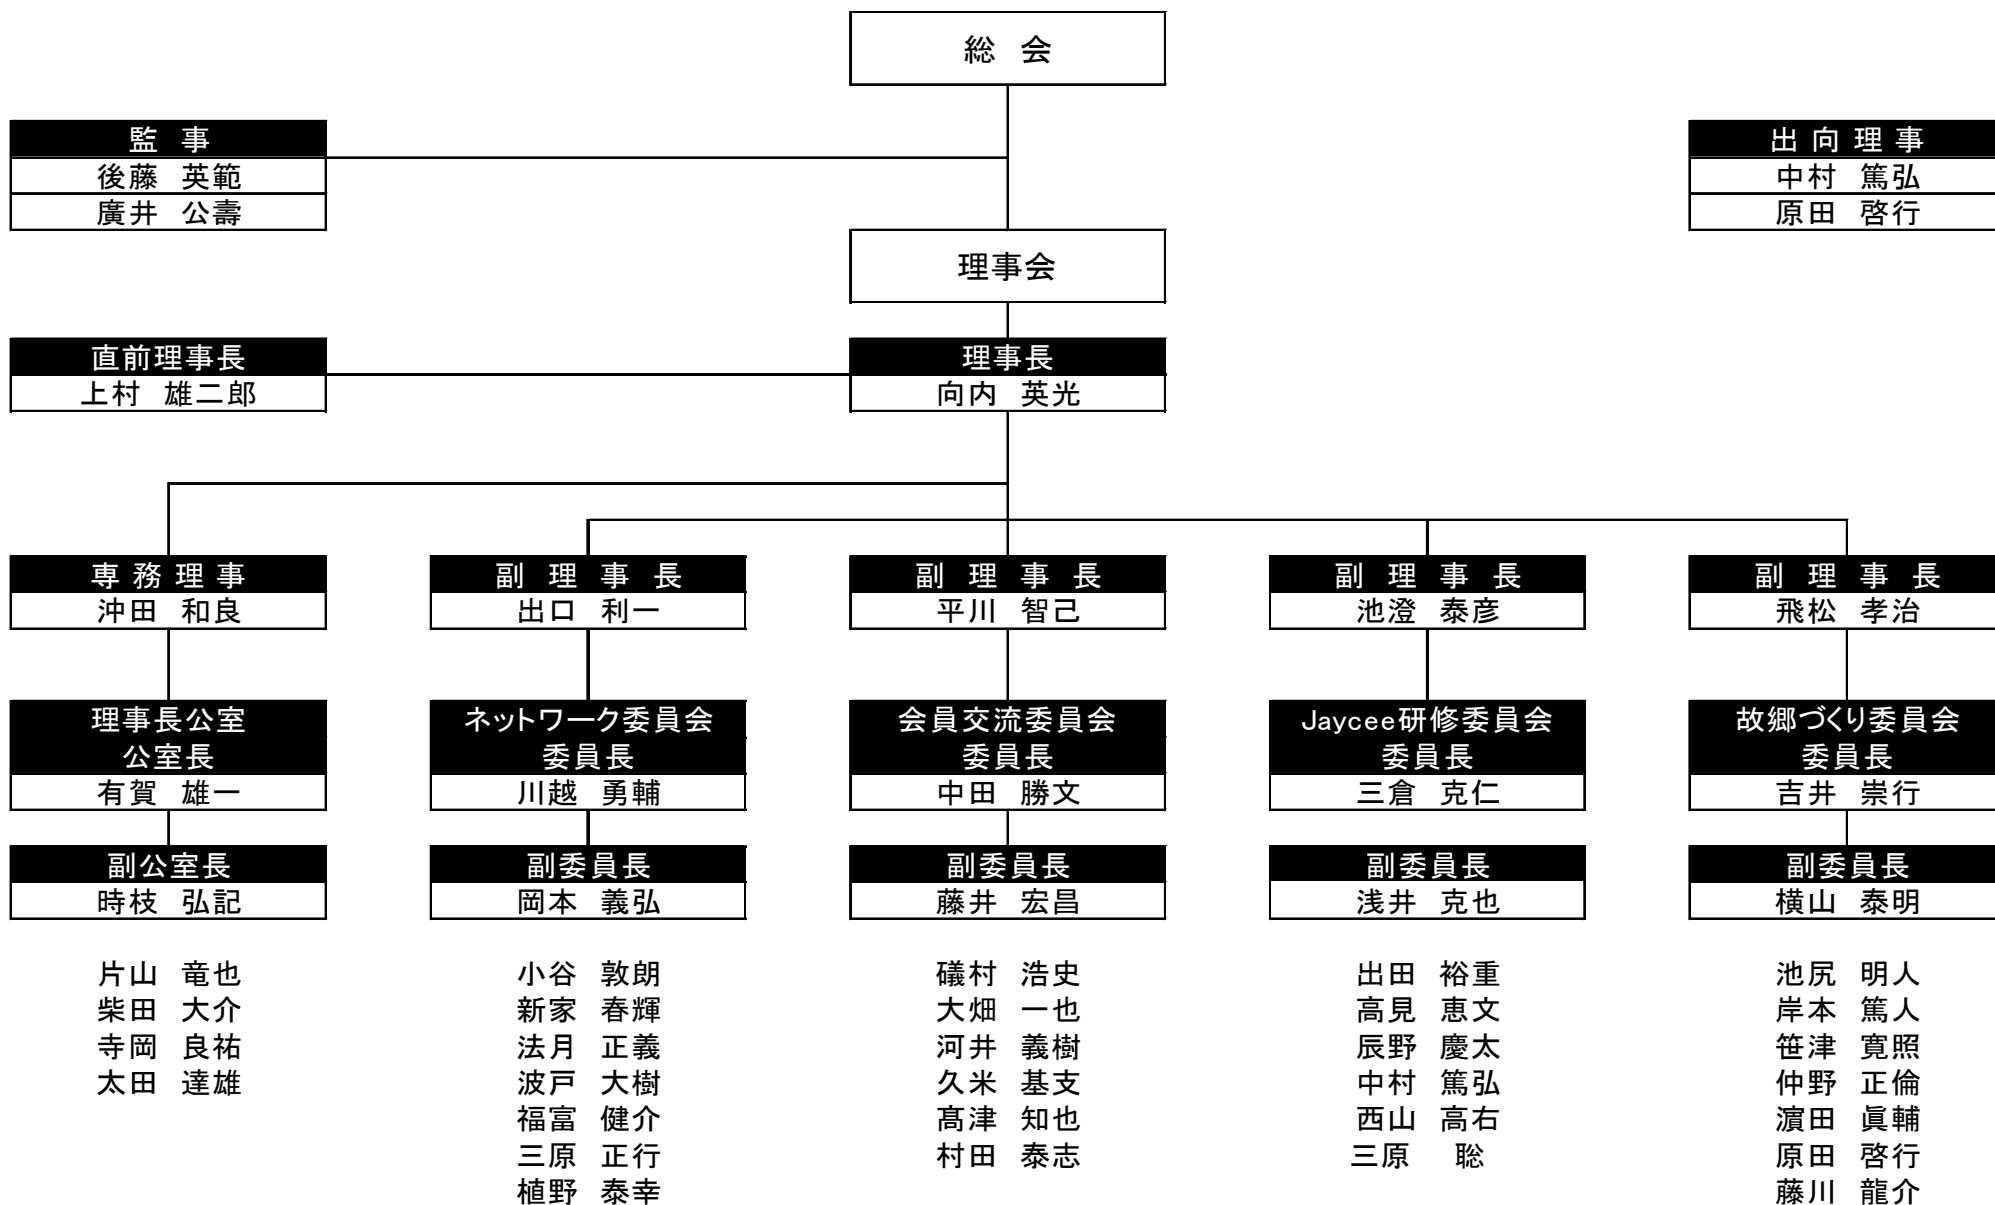 総 会
監 事
後藤 英範
廣井 公壽
出 向 理 事
中村 篤弘
原田 啓行
理事会
直前理事長
上村 雄二郎
理事長
向内 英光
専 務 理 事
沖田 和良
副 理 事 長
出口 利一
副 理 事 長
平川 智己
副 理 事 長
池澄 泰彦
副 理 事 長
飛松 孝治
理事長公室
公室長
有賀 雄一
ネットワーク委員会
委員長
川越 勇輔
会員交流委員会
委員長
中田 勝文
Jaycee研修委員会
委員長
三倉 克仁
故郷づくり委員会
委員長
吉井 崇行
副公室長
時枝 弘記
副委員長
岡本 義弘
副委員長
藤井 宏昌
副委員長
浅井 克也
副委員長
横山 泰明
片山 竜也
柴田 大介
寺岡 良祐
太田 達雄
小谷 敦朗
新家 春輝
法月 正義
波戸 大樹
福富 健介
三原 正行
植野 泰幸
礒村 浩史
大畑 一也
河井 義樹
久米 基支
髙津 知也
村田 泰志
出田 裕重
高見 恵文
辰野 慶太
中村 篤弘
西山 高右
三原 聡
池尻 明人
岸本 篤人
笹津 寛照
仲野 正倫
濵田 眞輔
原田 啓行
藤川 龍介